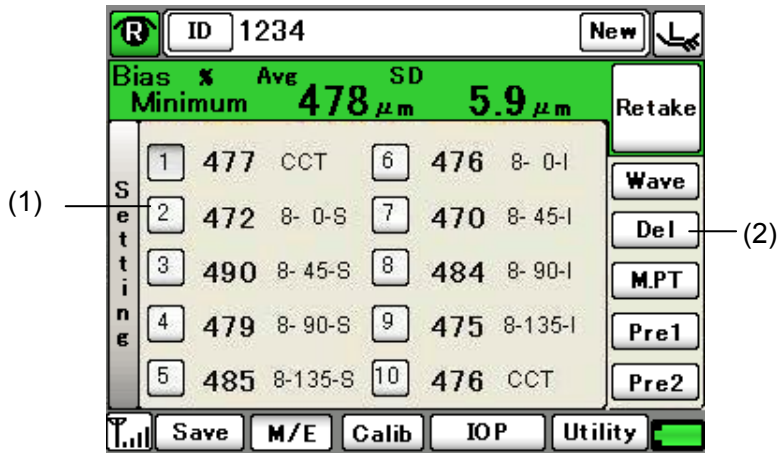 R ID 1234 New
Bias % Avg SD
Minimum 478 μm 5.9 μm Retake
Setting
1 477 CCT 6 476 8- 0-I Wave
(1) 2 472 8- 0-S 7 470 8- 45-I Del (2)
3 490 8- 45-S 8 484 8- 90-I M.PT
4 479 8- 90-S 9 475 8-135-I Pre1
5 485 8-135-S 10 476 CCT Pre2
Save M/E Calib IOP Utility